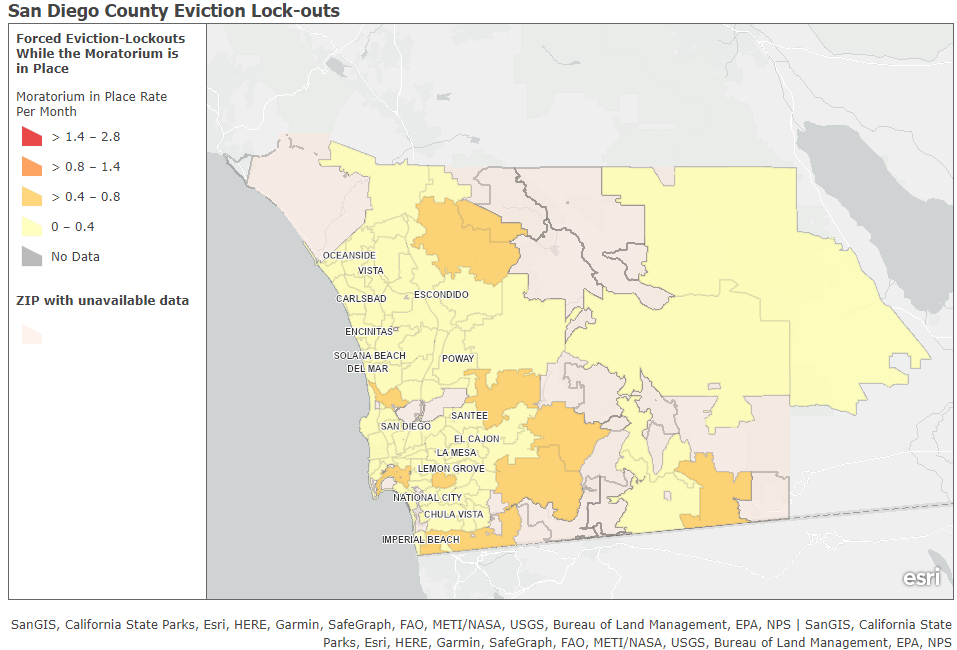 San Diego County Eviction Lock-outs
Forced Eviction-Lockouts
While the Moratorium is
in Place
Moratorium in Place Rate
Per Month
> 1.4 – 2.8
> 0.8 – 1.4
> 0.4 – 0.8
0 – 0.4
No Data
ZIP with unavailable data
OCEANSIDE
VISTA
CARLSBAD
ESCONDIDO
ENCINITAS
SOLANA BEACH
DEL MAR
POWAY
SANTEE
SAN DIEGO
EL CAJON
LA MESA
LEMON GROVE
NATIONAL CITY
CHULA VISTA
IMPERIAL BEACH
esri
SanGIS, California State Parks, Esri, HERE, Garmin, SafeGraph, FAO, METI/NASA, USGS, Bureau of Land Management, EPA, NPS | SanGIS, California State
Parks, Esri, HERE, Garmin, SafeGraph, FAO, METI/NASA, USGS, Bureau of Land Management, EPA, NPS